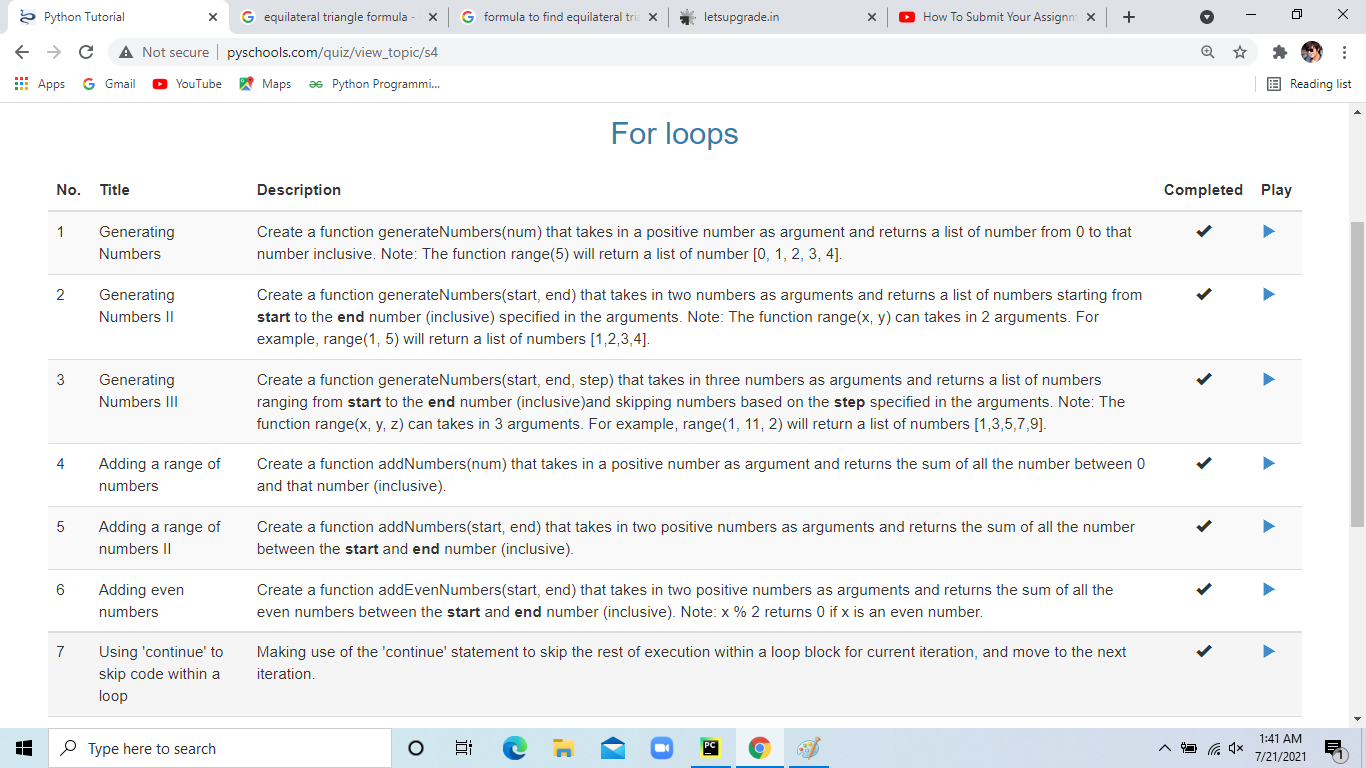 Python Tutorial
equilateral triangle formula -
formula to find equilateral tria
letsupgrade.in
How To Submit Your Assignm
Not secure
pyschools.com/quiz/view_topic/s4
Apps
Gmail
YouTube
Maps
Python Programmi...
Reading list
For loops
No. Title Description Completed Play
1 Generating Create a function generateNumbers(num) that takes in a positive number as argument and returns a list of number from 0 to that
Numbers number inclusive. Note: The function range(5) will return a list of number [0, 1, 2, 3, 4].
2 Generating Create a function generateNumbers(start, end) that takes in two numbers as arguments and returns a list of numbers starting from
Numbers II start to the end number (inclusive) specified in the arguments. Note: The function range(x, y) can takes in 2 arguments. For
example, range(1, 5) will return a list of numbers [1,2,3,4].
3 Generating Create a function generateNumbers(start, end, step) that takes in three numbers as arguments and returns a list of numbers
Numbers III ranging from start to the end number (inclusive)and skipping numbers based on the step specified in the arguments. Note: The
function range(x, y, z) can takes in 3 arguments. For example, range(1, 11, 2) will return a list of numbers [1,3,5,7,9].
4 Adding a range of Create a function addNumbers(num) that takes in a positive number as argument and returns the sum of all the number between 0
numbers and that number (inclusive).
5 Adding a range of Create a function addNumbers(start, end) that takes in two positive numbers as arguments and returns the sum of all the number
numbers II between the start and end number (inclusive).
6 Adding even Create a function addEvenNumbers(start, end) that takes in two positive numbers as arguments and returns the sum of all the
numbers even numbers between the start and end number (inclusive). Note: x % 2 returns 0 if x is an even number.
7 Using 'continue' to Making use of the 'continue' statement to skip the rest of execution within a loop block for current iteration, and move to the next
skip code within a iteration.
loop
Type here to search
PC
1:41 AM
7/21/2021
1